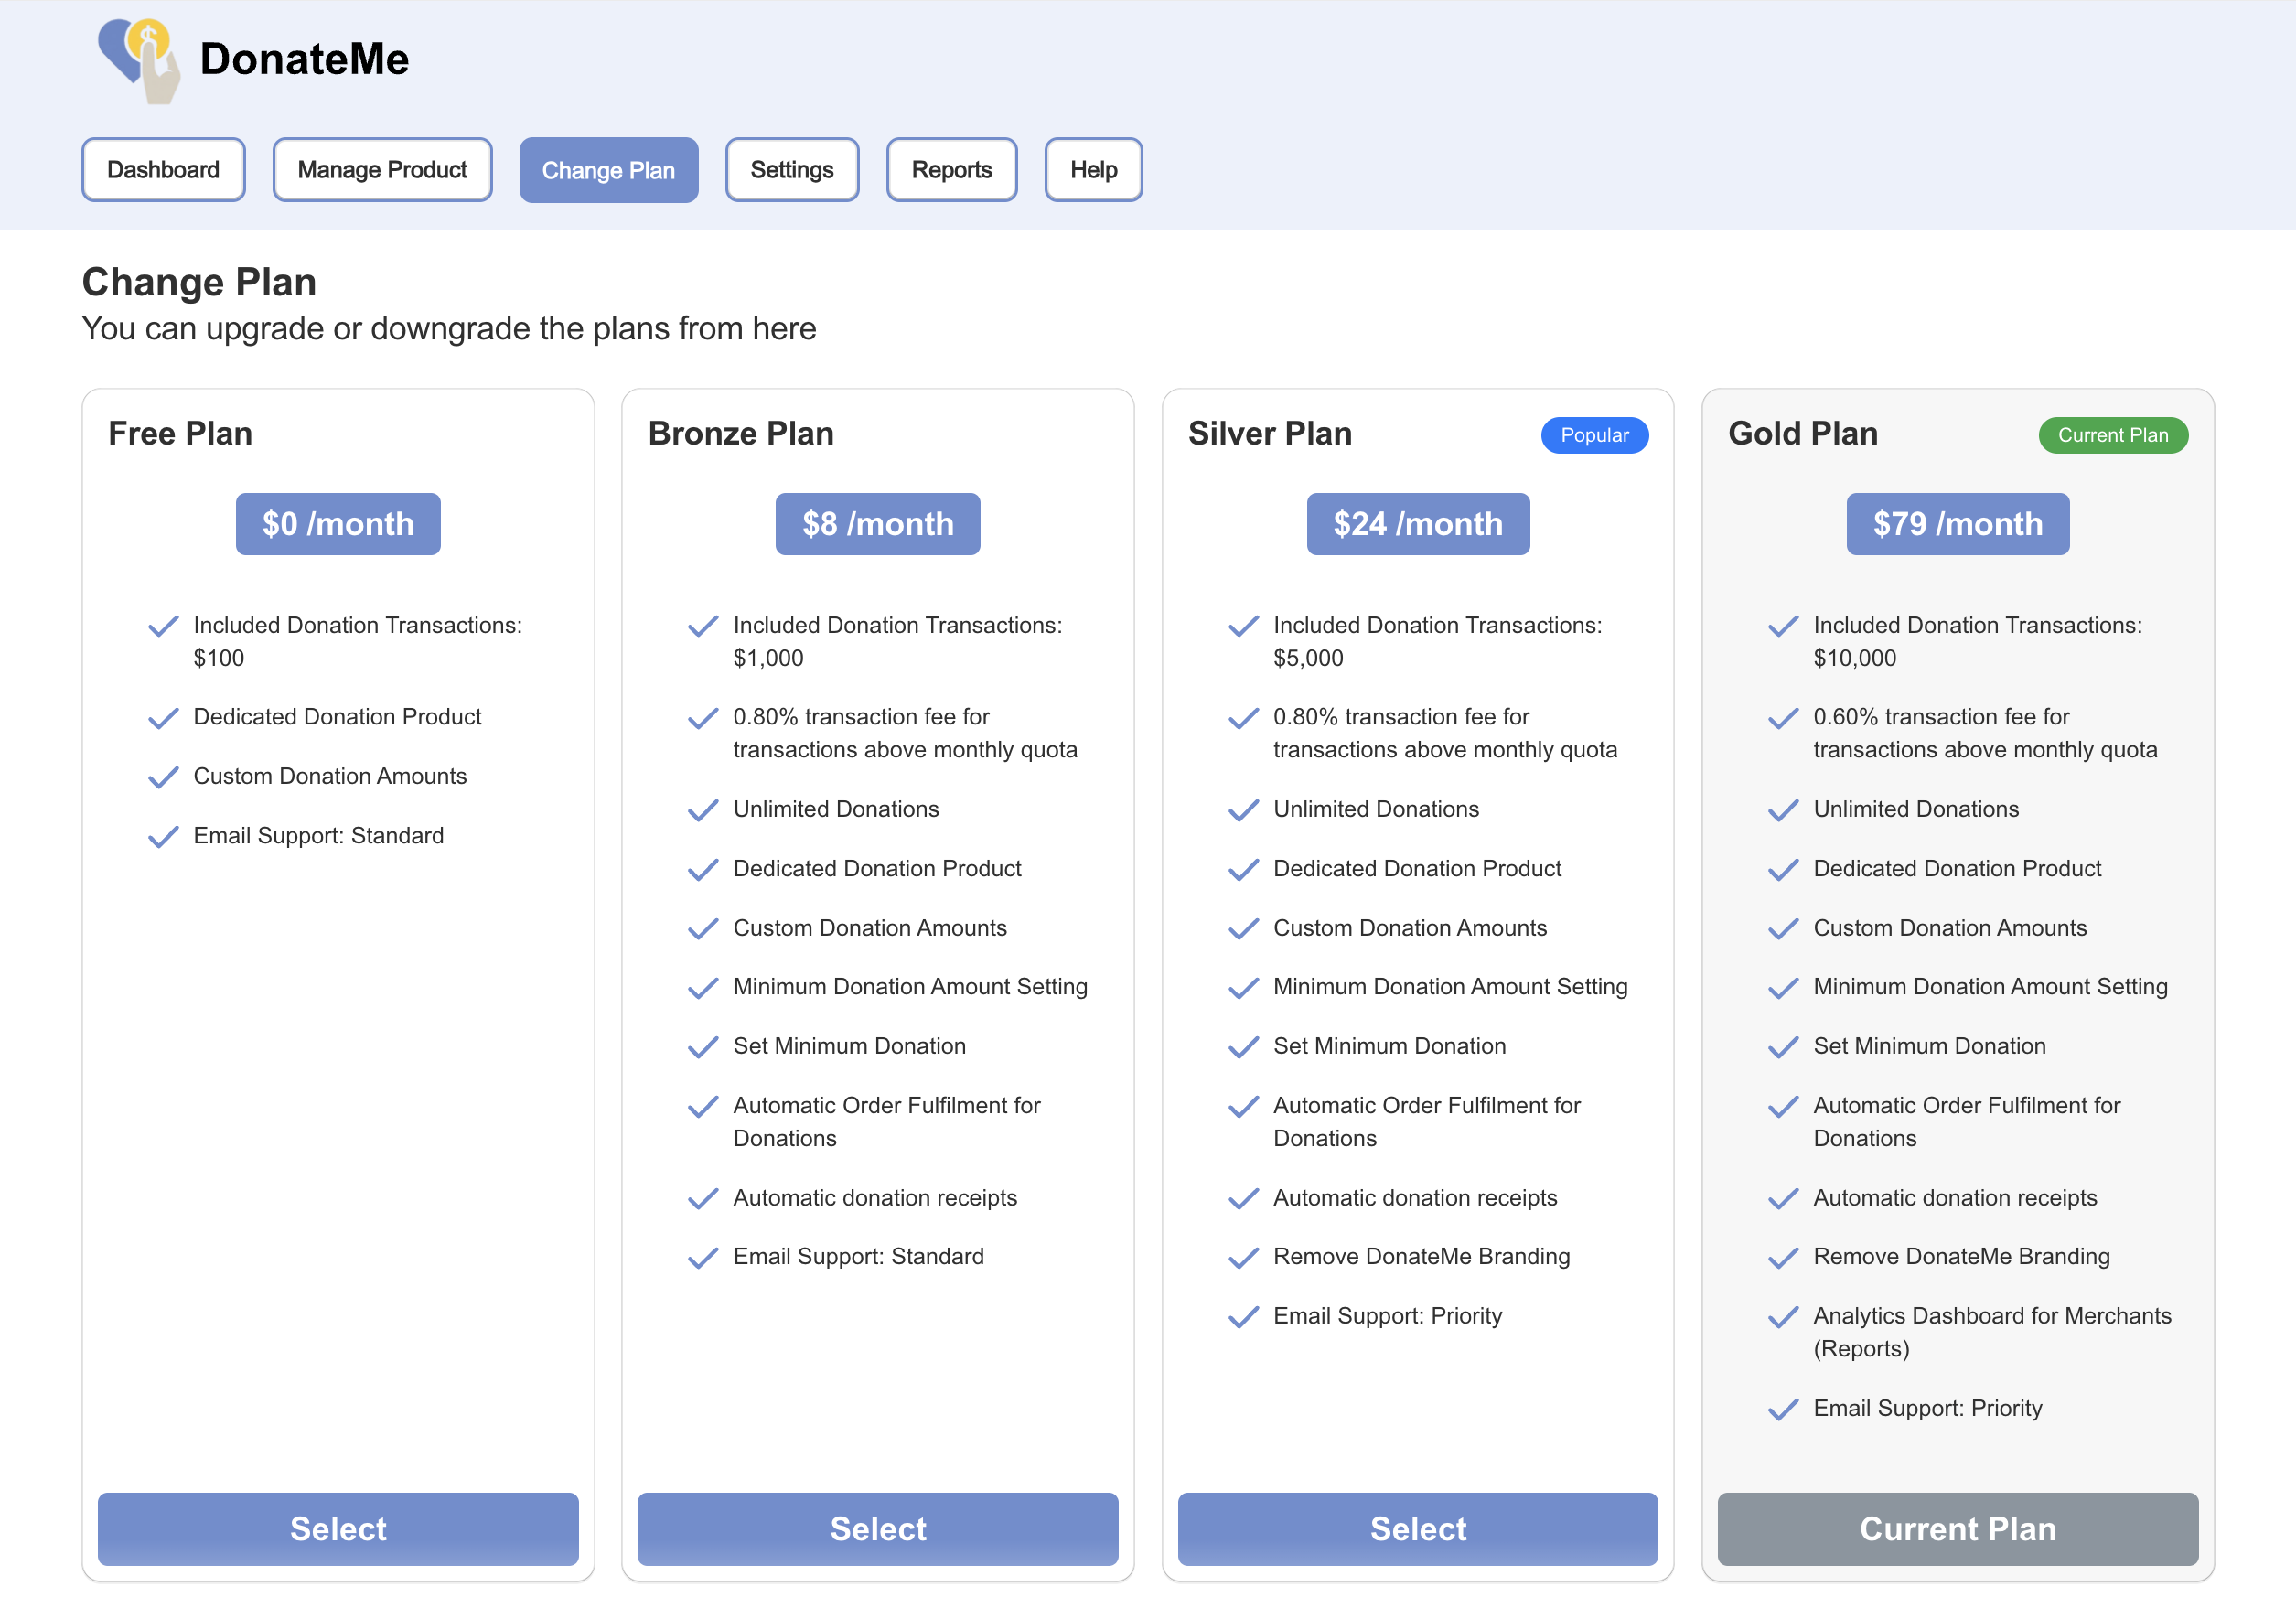 DonateMe
Dashboard
Manage Product
Change Plan
Settings
Reports
Help
Change Plan
You can upgrade or downgrade the plans from here
Free Plan
$0 /month
Included Donation Transactions:
$100
Dedicated Donation Product
Custom Donation Amounts
Email Support: Standard
Select
Bronze Plan
$8 /month
Included Donation Transactions:
$1,000
0.80% transaction fee for
transactions above monthly quota
Unlimited Donations
Dedicated Donation Product
Custom Donation Amounts
Minimum Donation Amount Setting
Set Minimum Donation
Automatic Order Fulfilment for
Donations
Automatic donation receipts
Email Support: Standard
Select
Silver Plan
Popular
$24 /month
Included Donation Transactions:
$5,000
0.80% transaction fee for
transactions above monthly quota
Unlimited Donations
Dedicated Donation Product
Custom Donation Amounts
Minimum Donation Amount Setting
Set Minimum Donation
Automatic Order Fulfilment for
Donations
Automatic donation receipts
Remove DonateMe Branding
Email Support: Priority
Select
Gold Plan
Current Plan
$79 /month
Included Donation Transactions:
$10,000
0.60% transaction fee for
transactions above monthly quota
Unlimited Donations
Dedicated Donation Product
Custom Donation Amounts
Minimum Donation Amount Setting
Set Minimum Donation
Automatic Order Fulfilment for
Donations
Automatic donation receipts
Remove DonateMe Branding
Analytics Dashboard for Merchants
(Reports)
Email Support: Priority
Current Plan